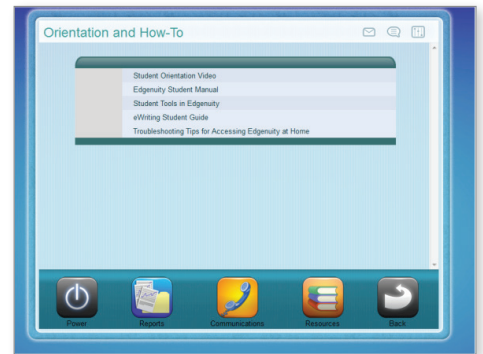 Orientation and How-To
Student Orientation Video
Edgenuity Student Manual
Student Tools in Edgenuity
eWriting Student Guide
Troubleshooting Tips for Accessing Edgenuity at Home
Power Reports Communications Resources Back